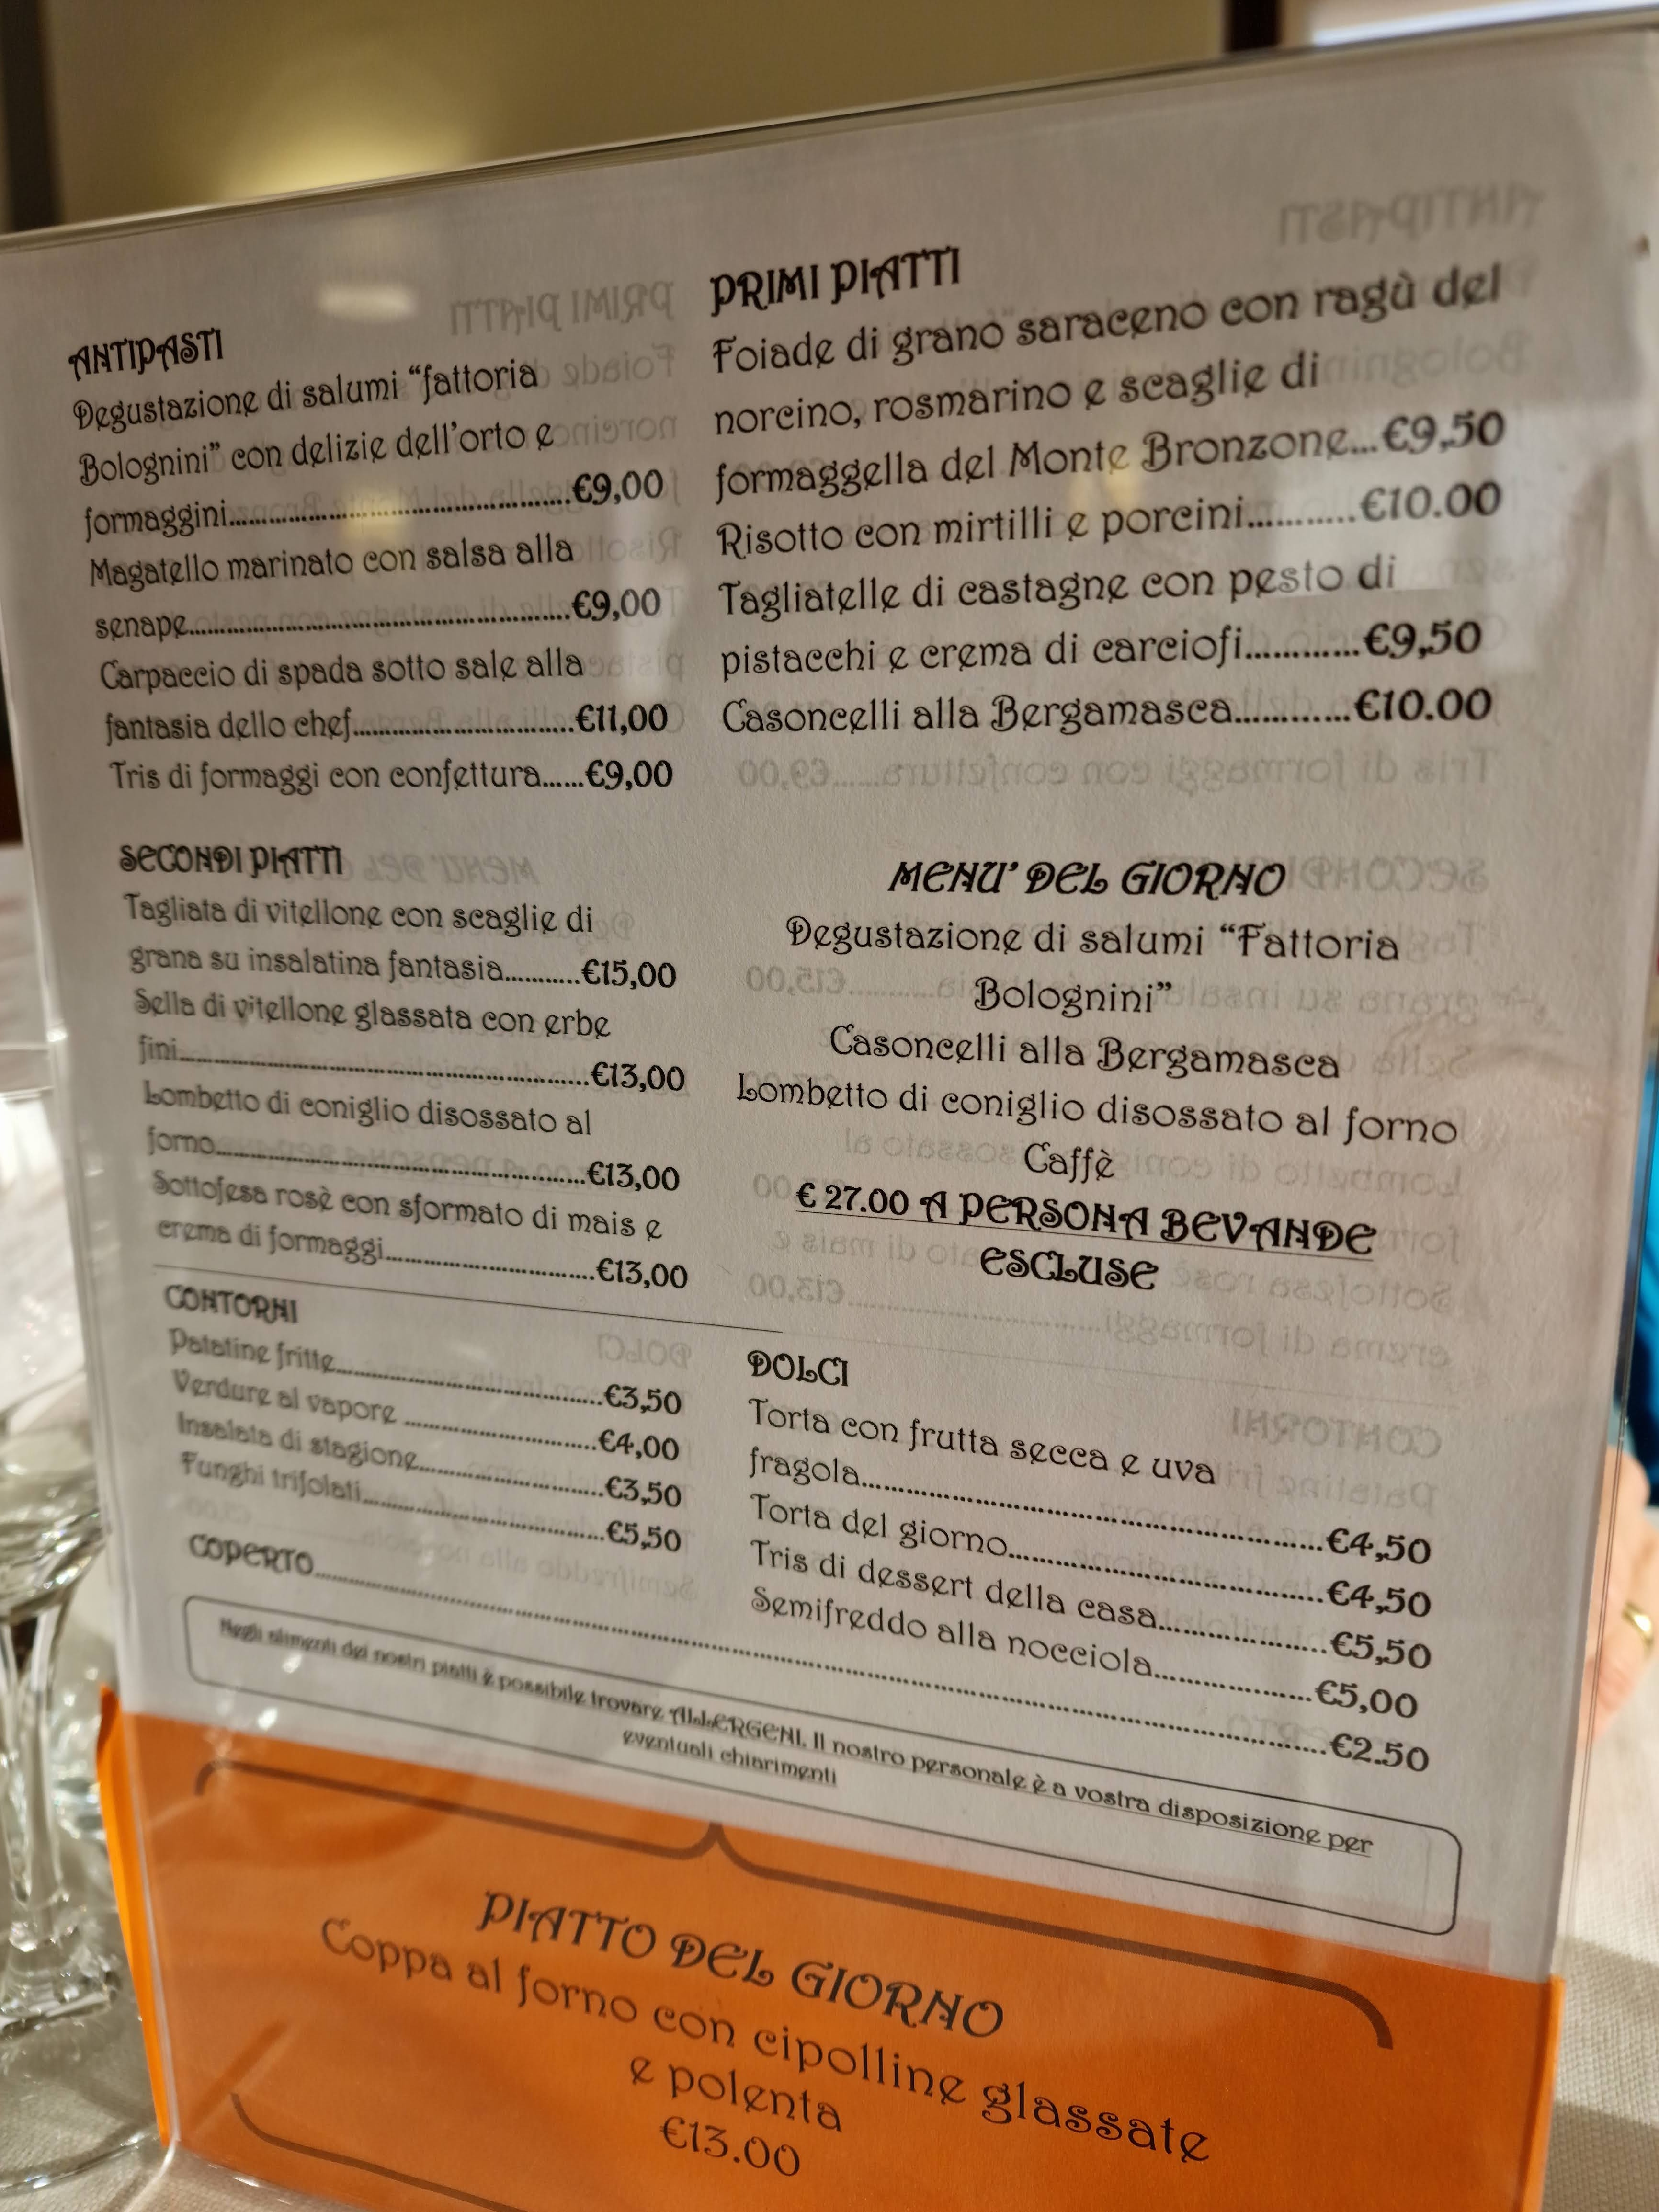 ANTIPASTI
Degustazione di salumi “fattoria
Bolognini” con delizie dell’orto e
formaggini....................................€9,00
Magatello marinato con salsa alla
senape.........................................€9,00
Carpaccio di spada sotto sale alla
fantasia dello chef........................€11,00
Tris di formaggi con confettura......€9,00
PRIMI PIATTI
Foiade di grano saraceno con ragù del
norcino, rosmarino e scaglie di
formaggella del Monte Bronzone...€9,50
Risotto con mirtilli e porcini...........€10.00
Tagliatelle di castagne con pesto di
pistacchi e crema di carciofi............€9,50
Casoncelli alla Bergamasca............€10.00
SECONDI PIATTI
Tagliata di vitellone con scaglie di
grana su insalatina fantasia...........€15,00
Sella di vitellone glassata con erbe
fini..............................................€13,00
Lombetto di coniglio disossato al
forno..........................................€13,00
Sottofesa rosè con sformato di mais e
crema di formaggi.......................€13,00
MENU’ DEL GIORNO
Degustazione di salumi “Fattoria
Bolognini”
Casoncelli alla Bergamasca
Lombetto di coniglio disossato al forno
Caffè
€ 27.00 A PERSONA BEVANDE
ESCLUSE
CONTORNI
Patatine fritte..............................€3,50
Verdure al vapore ......................€4,00
Insalata di stagione.....................€3,50
Funghi trifolati...........................€5,50
DOLCI
Torta con frutta secca e uva
fragola.............................................€4,50
Torta del giorno...............................€4,50
Tris di dessert della casa.................€5,50
Semifreddo alla nocciola................€5,00
COPERTO..............................................................................................€2.50
Negli alimenti dei nostri piatti è possibile trovare ALLERGENI. Il nostro personale è a vostra disposizione per
eventuali chiarimenti
PIATTO DEL GIORNO
Coppa al forno con cipolline glassate
e polenta
€13.00